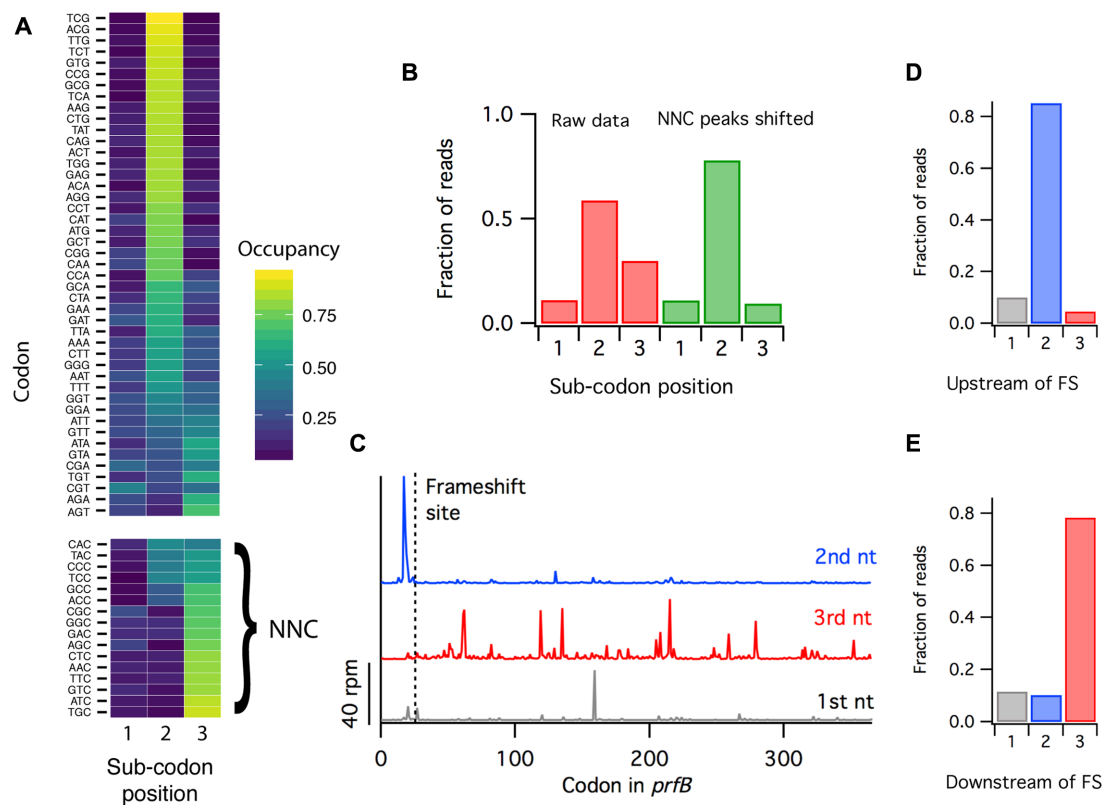 A
TCG
ACG
TTG
TCT
GTG
CCG
GCG
TCA
AAG
CTG
TAT
CAG
ACT
TGG
GAG
ACA
AGG
CCT
CAT
ATG
GCT
CGG
CAA
CCA
GCA
CTA
GAA
GAT
TTA
AAA
CTT
GGG
AAT
TTT
GGT
GGA
ATT
GTT
ATA
GTA
CGA
TGT
CGT
AGA
AGT
CAC
TAC
CCC
TCC
GCC
ACC
CGC
GGC
GAC
AGC
CTC
AAC
TTC
GTC
ATC
TGC
Codon
1 2 3
Sub-codon
position
NNC
Occupancy
0.75
0.50
0.25
B
Raw data NNC peaks shifted
Fraction of reads
1.0
0.5
0.0
1 2 3 1 2 3
Sub-codon position
C
Frameshift
site
2nd nt
3rd nt
1st nt
40 rpm
0 100 200 300
Codon in prfB
D
Fraction of reads
0.8
0.6
0.4
0.2
0.0
1 2 3
Upstream of FS
E
Fraction of reads
0.8
0.6
0.4
0.2
0.0
1 2 3
Downstream of FS